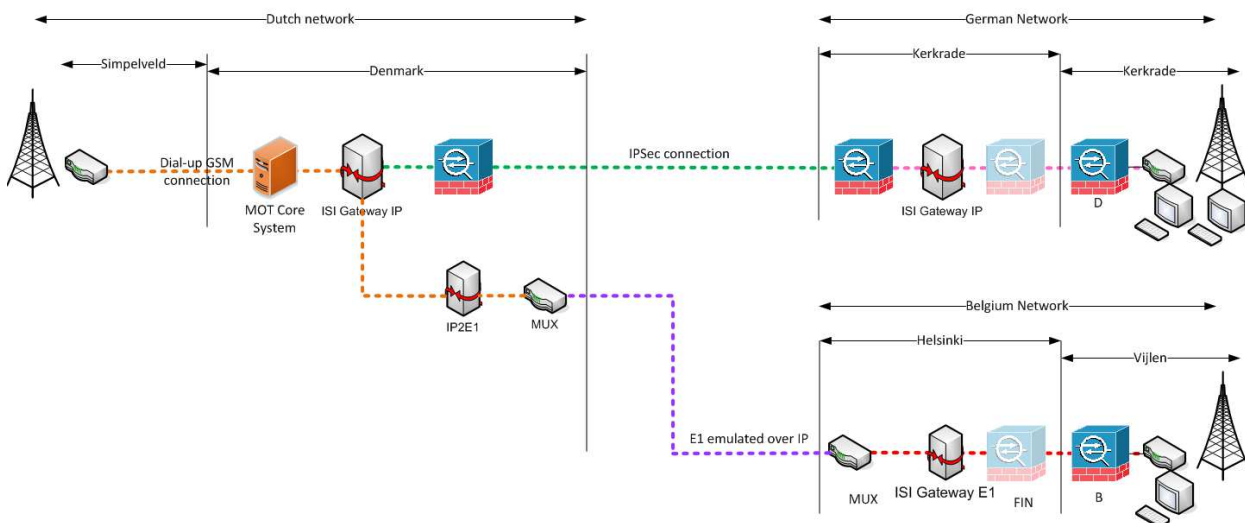 Dutch network
German Network
Simpelveld
Denmark
Kerkrade
Kerkrade
Dial-up GSM
connection
IPSec connection
MOT Core
System
ISI Gateway IP
ISI Gateway IP
D
IP2E1
MUX
Belgium Network
Helsinki
Vijlen
E1 emulated over IP
MUX
ISI Gateway E1
FIN
B